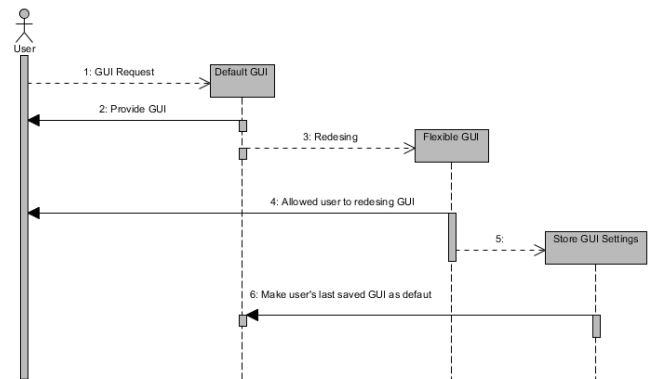 User
1: GUI Request
Default GUI
2: Provide GUI
3: Redesing
Flexible GUI
4: Allowed user to redesing GUI
5:
Store GUI Settings
6: Make user's last saved GUI as defaut